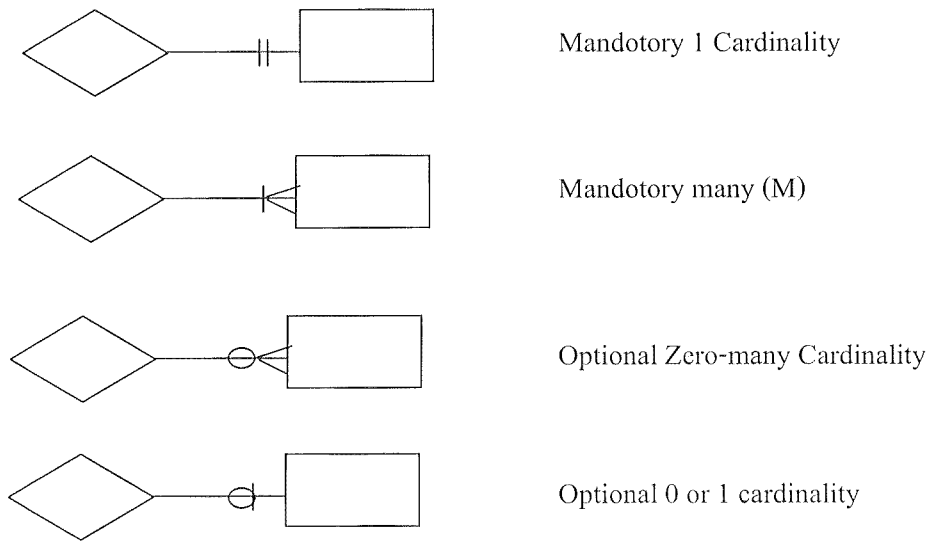 Mandotory 1 Cardinality
Mandotory many (M)
Optional Zero-many Cardinality
Optional 0 or 1 cardinality